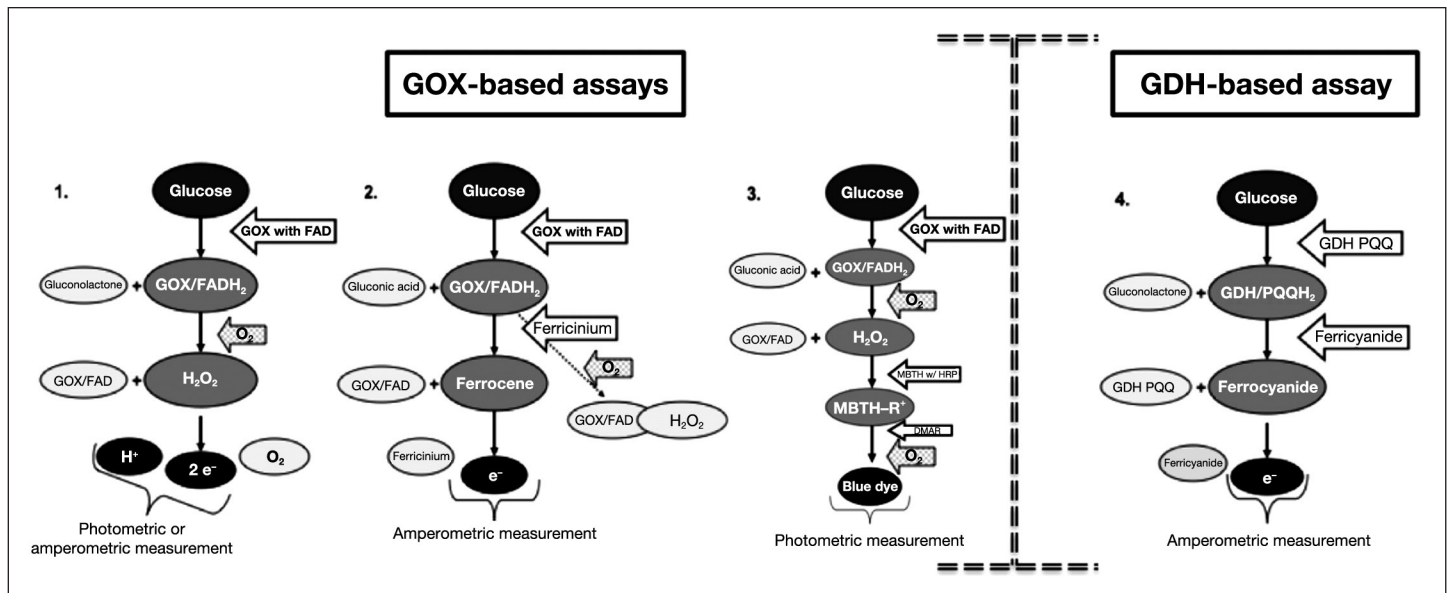 GOX-based assays
GDH-based assay
1.
Glucose
GOX with FAD
Gluconolactone
+
GOX/FADH₂
O₂
GOX/FAD
+
H₂O₂
H⁺
2 e⁻
O₂
Photometric or
amperometric measurement
2.
Glucose
GOX with FAD
Gluconic acid
+
GOX/FADH₂
Ferricinium
O₂
GOX/FAD
+
Ferrocene
GOX/FAD
H₂O₂
Ferricinium
e⁻
Amperometric measurement
3.
Glucose
GOX with FAD
Gluconic acid
+
GOX/FADH₂
O₂
GOX/FAD
+
H₂O₂
MBTH w/ HRP
MBTH–R⁺
DMAR
O₂
Blue dye
Photometric measurement
4.
Glucose
GDH PQQ
Gluconolactone
+
GDH/PQQH₂
Ferricyanide
GDH PQQ
+
Ferrocyanide
Ferricyanide
e⁻
Amperometric measurement